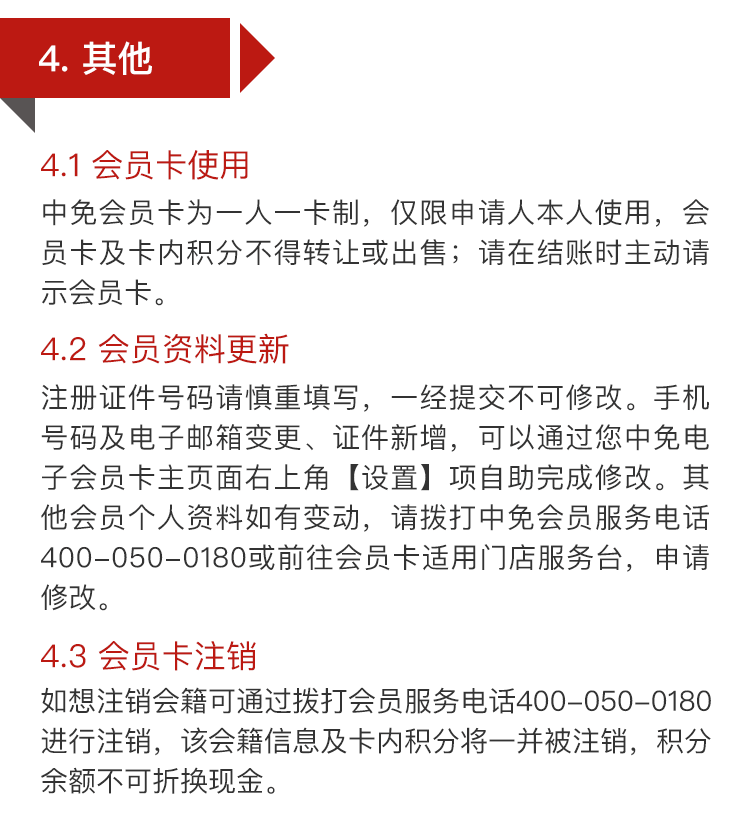 4. 其他
4.1 会员卡使用
中免会员卡为一人一卡制，仅限申请人本人使用，会
员卡及卡内积分不得转让或出售；请在结账时主动请
示会员卡。
4.2 会员资料更新
注册证件号码请慎重填写，一经提交不可修改。手机
号码及电子邮箱变更、证件新增，可以通过您中免电
子会员卡主页面右上角【设置】项自助完成修改。其
他会员个人资料如有变动，请拨打中免会员服务电话
400-050-0180或前往会员卡适用门店服务台，申请
修改。
4.3 会员卡注销
如想注销会籍可通过拨打会员服务电话400-050-0180
进行注销，该会籍信息及卡内积分将一并被注销，积分
余额不可折换现金。